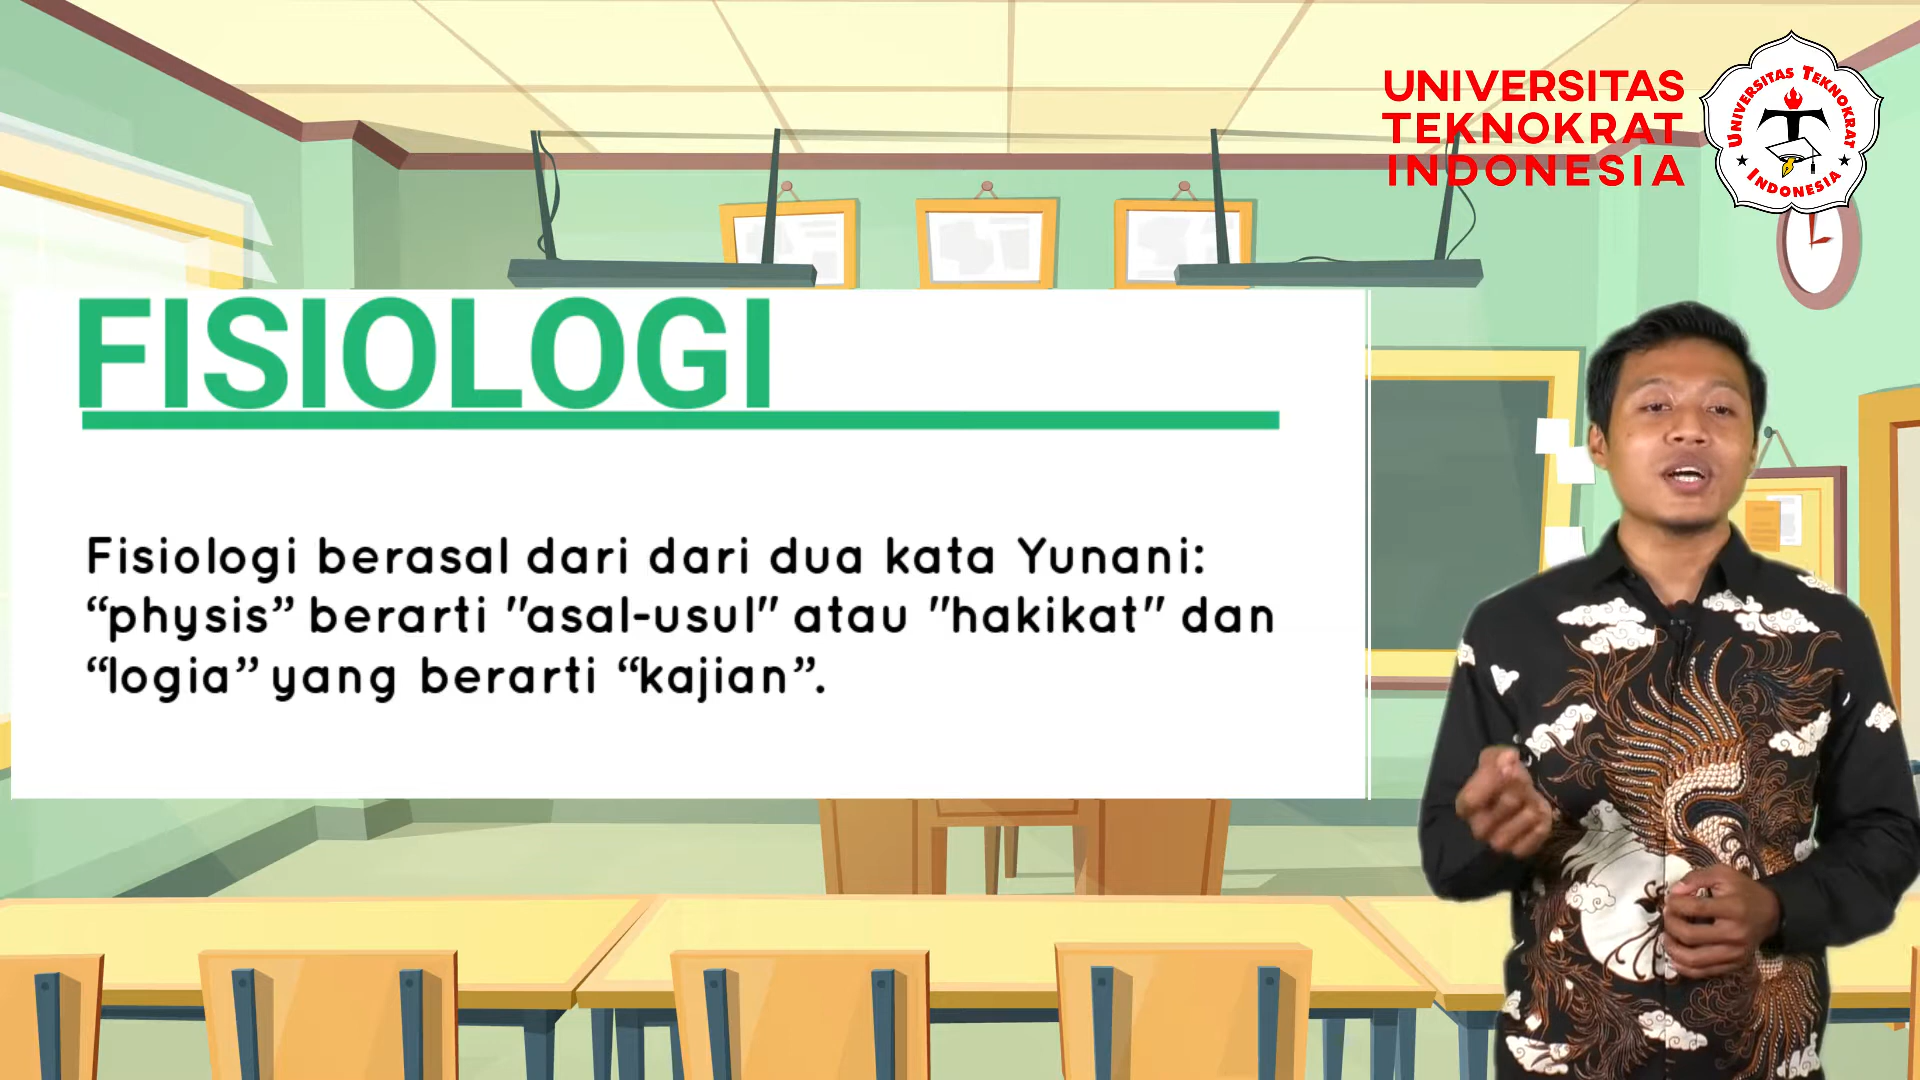 UNIVERSITAS
TEKNOKRAT
INDONESIA
UNIVERSITAS TEKNOKRAT
INDONESIA
FISIOLOGI
Fisiologi berasal dari dari dua kata Yunani:
“physis” berarti "asal-usul" atau "hakikat" dan
“logia” yang berarti “kajian”.